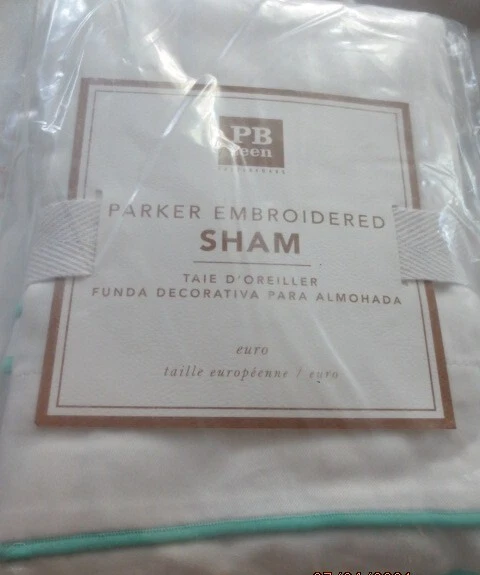 PB
teen
PARKER EMBROIDERED
SHAM
TAIE D'OREILLER
FUNDA DECORATIVA PARA ALMOHADA
euro
taille européenne / euro